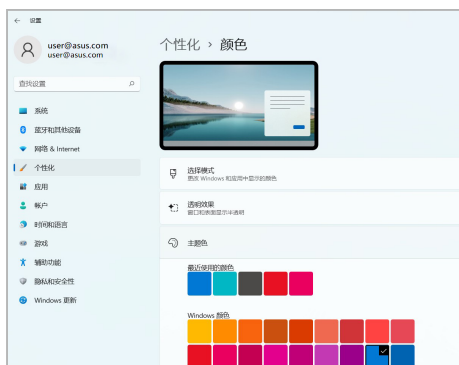 设置
user@asus.com
user@asus.com
查找设置
系统
蓝牙和其他设备
网络 & Internet
个性化
应用
帐户
时间和语言
游戏
辅助功能
隐私和安全性
Windows 更新
个性化 › 颜色
选择模式
更改 Windows 和应用中显示的颜色
透明效果
窗口和表面显示半透明
主题色
最近使用的颜色
Windows 颜色